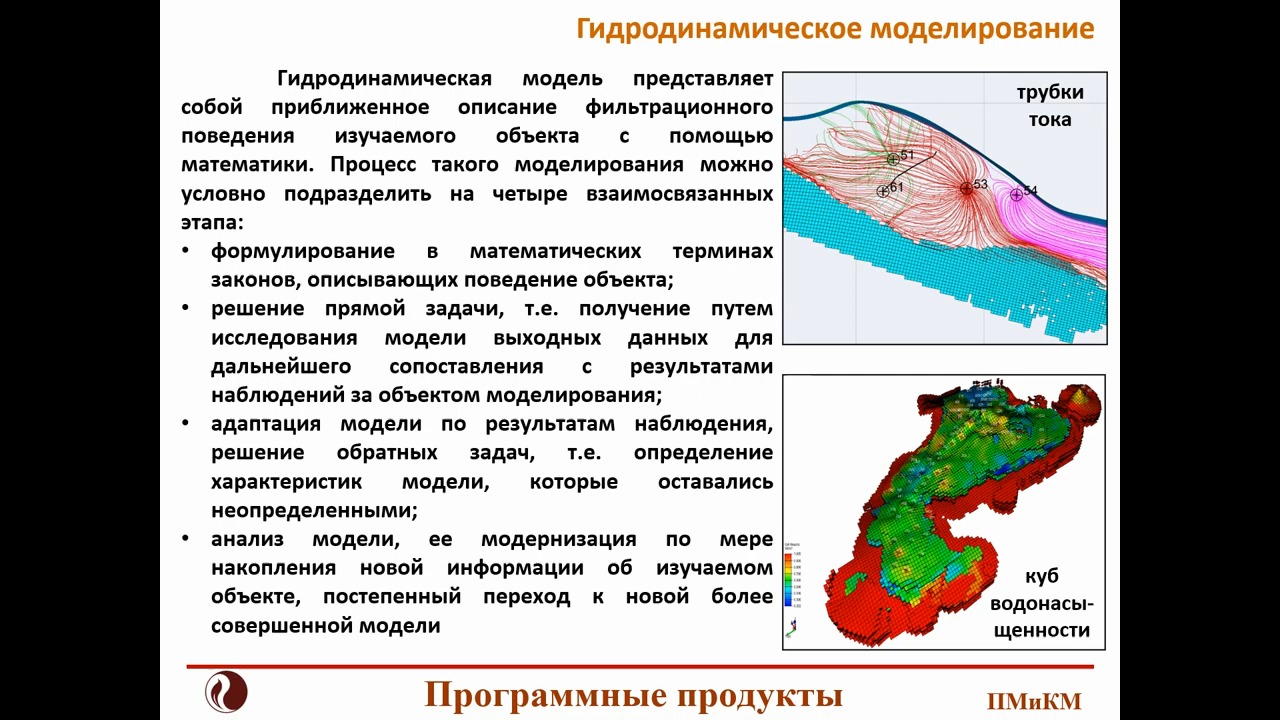 Гидродинамическое моделирование
Гидродинамическая модель представляет
собой приближенное описание фильтрационного
поведения изучаемого объекта с помощью
математики. Процесс такого моделирования можно
условно подразделить на четыре взаимосвязанных
этапа:
• формулирование в математических терминах
законов, описывающих поведение объекта;
• решение прямой задачи, т.е. получение путем
исследования модели выходных данных для
дальнейшего сопоставления с результатами
наблюдений за объектом моделирования;
• адаптация модели по результатам наблюдения,
решение обратных задач, т.е. определение
характеристик модели, которые оставались
неопределенными;
• анализ модели, ее модернизация по мере
накопления новой информации об изучаемом
объекте, постепенный переход к новой более
совершенной модели
трубки
тока
51
61
53
54
куб
водонасы-
щенности
Программные продукты
ПМиКМ